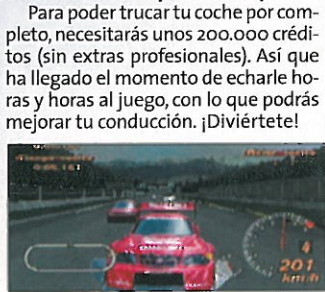 Para poder trucar tu coche por com-
pleto, necesitarás unos 200.000 crédi-
tos (sin extras profesionales). Así que
ha llegado el momento de echarle ho-
ras y horas al juego, con lo que podrás
mejorar tu conducción. ¡Diviértete!
4
201
km/h